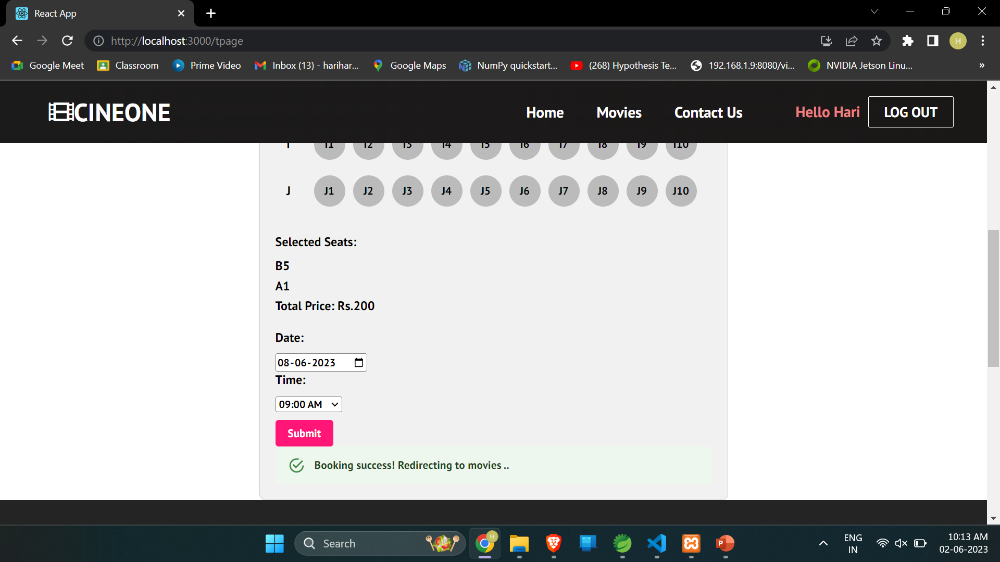 React App
http://localhost:3000/tpage
H
Google Meet
Classroom
Prime Video
Inbox (13) - harihar...
Google Maps
NumPy quickstart...
(268) Hypothesis Te...
192.168.1.9:8080/vi...
NVIDIA Jetson Linu...
»
CINEONE
Home
Movies
Contact Us
Hello Hari
LOG OUT
I I1 I2 I3 I4 I5 I6 I7 I8 I9 I10
J J1 J2 J3 J4 J5 J6 J7 J8 J9 J10
Selected Seats:
B5
A1
Total Price: Rs.200
Date:
08-06-2023
Time:
09:00 AM
Submit
Booking success! Redirecting to movies ..
Search
H
P
ENG
IN
10:13 AM
02-06-2023